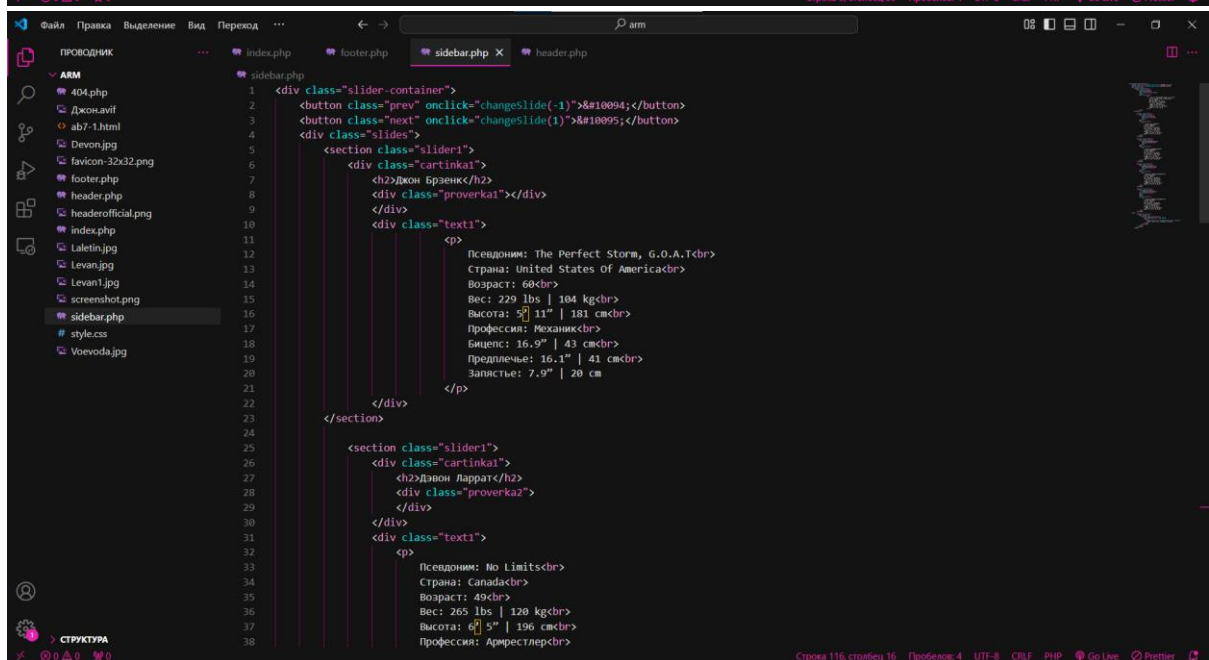 Файл Правка Выделение Вид Переход ··· arm
ПРОВОДНИК ···
index.php footer.php sidebar.php header.php ···
ARM
404.php
Джон.avif
ab7-1.html
Devon.jpg
favicon-32x32.png
footer.php
header.php
headerofficial.png
index.php
Laletin.jpg
Levan.jpg
Levan1.jpg
screenshot.png
sidebar.php
style.css
Voevoda.jpg
СТРУКТУРА
sidebar.php
1 <div class="slider-container">
2 <button class="prev" onclick="changeSlide(-1)">&#10094;</button>
3 <button class="next" onclick="changeSlide(1)">&#10095;</button>
4 <div class="slides">
5 <section class="slider1">
6 <div class="cartinka1">
7 <h2>Джон Брзенк</h2>
8 <div class="proverka1"></div>
9 </div>
10 <div class="text1">
11 <p>
12 Псевдоним: The Perfect Storm, G.O.A.T<br>
13 Страна: United States Of America<br>
14 Возраст: 60<br>
15 Вес: 229 lbs | 104 kg<br>
16 Высота: 5’ 11” | 181 cm<br>
17 Профессия: Механик<br>
18 Бицепс: 16.9” | 43 cm<br>
19 Предплечье: 16.1” | 41 cm<br>
20 Запястье: 7.9” | 20 cm
21 </p>
22 </div>
23 </section>
24
25 <section class="slider1">
26 <div class="cartinka1">
27 <h2>Дэвон Ларрат</h2>
28 <div class="proverka2">
29 </div>
30 </div>
31 <div class="text1">
32 <p>
33 Псевдоним: No Limits<br>
34 Страна: Canada<br>
35 Возраст: 49<br>
36 Вес: 265 lbs | 120 kg<br>
37 Высота: 6’ 5” | 196 cm<br>
38 Профессия: Армрестлер<br>
0 0 0 Строка 116, столбец 16 Пробелов: 4 UTF-8 CRLF PHP Go Live Prettier